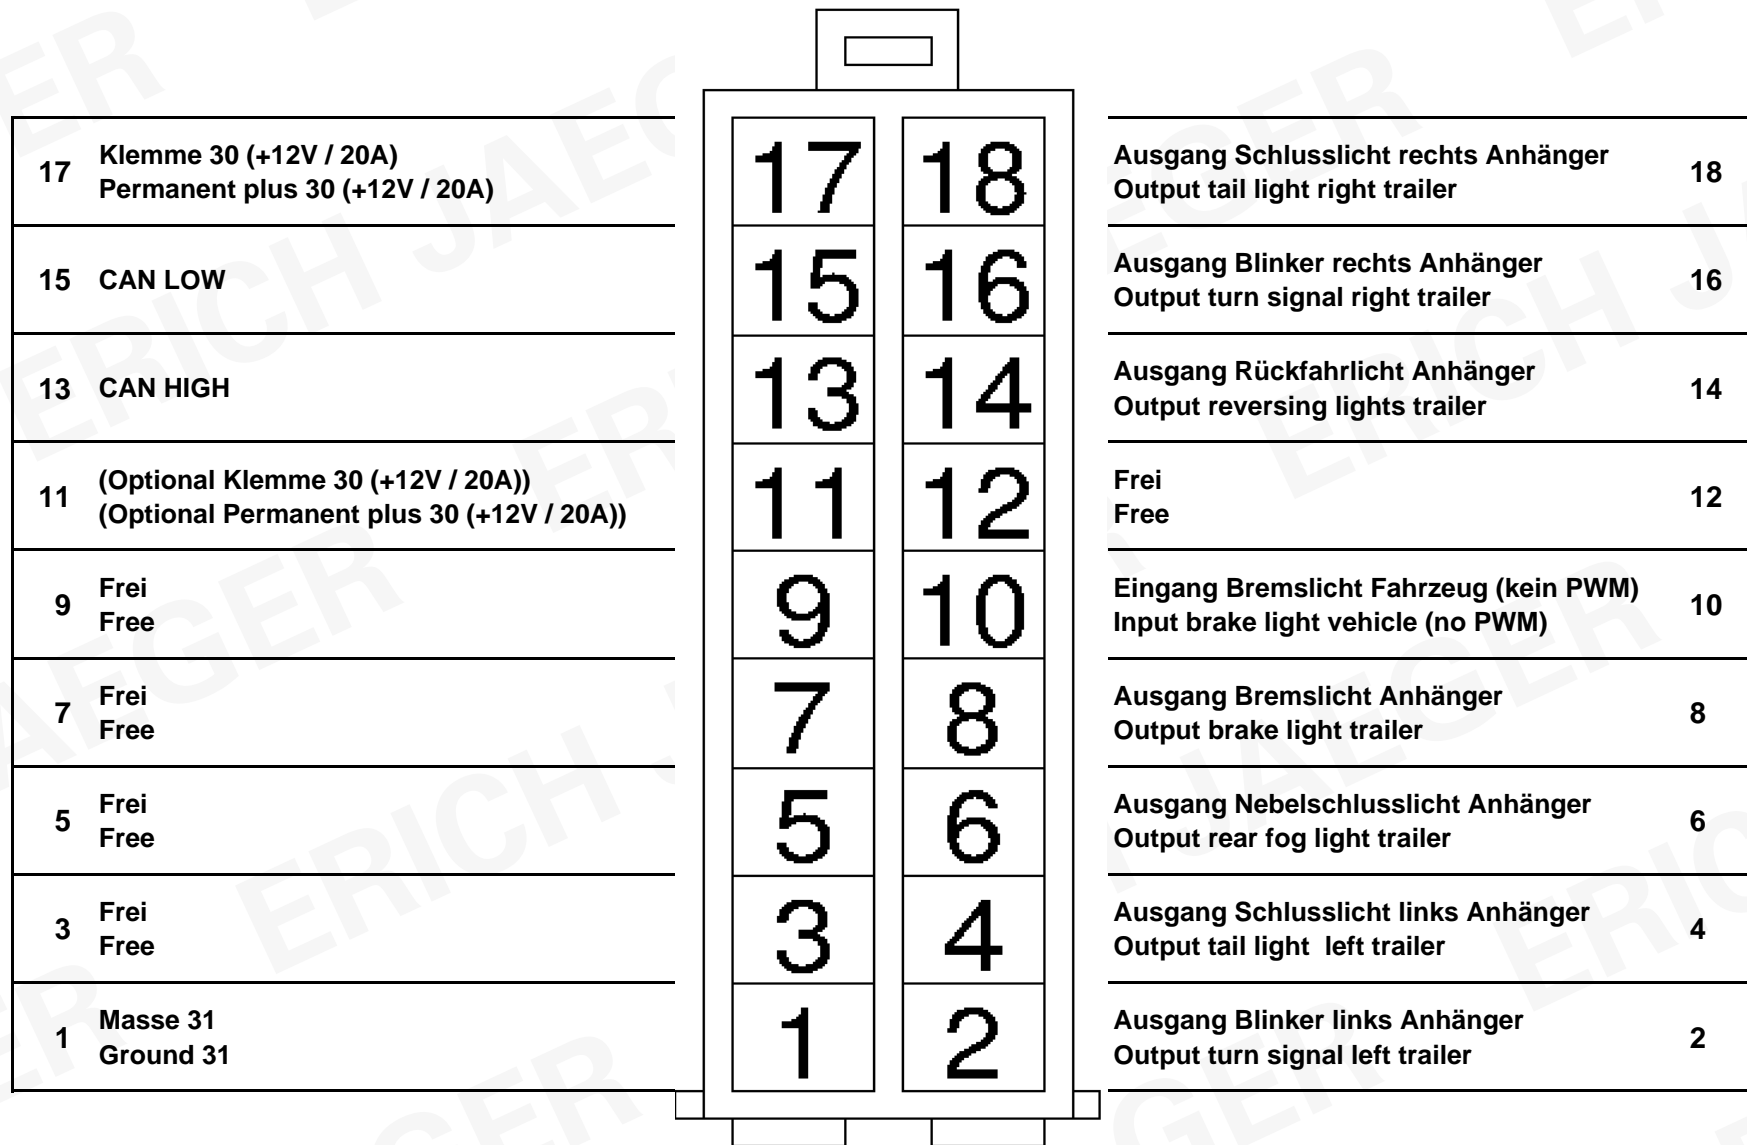 17 Klemme 30 (+12V / 20A)
Permanent plus 30 (+12V / 20A)
15 CAN LOW
13 CAN HIGH
11 (Optional Klemme 30 (+12V / 20A))
(Optional Permanent plus 30 (+12V / 20A))
9 Frei
Free
7 Frei
Free
5 Frei
Free
3 Frei
Free
1 Masse 31
Ground 31
17 18
15 16
13 14
11 12
9 10
7 8
5 6
3 4
1 2
Ausgang Schlusslicht rechts Anhänger 18
Output tail light right trailer
Ausgang Blinker rechts Anhänger 16
Output turn signal right trailer
Ausgang Rückfahrlicht Anhänger 14
Output reversing lights trailer
Frei 12
Free
Eingang Bremslicht Fahrzeug (kein PWM) 10
Input brake light vehicle (no PWM)
Ausgang Bremslicht Anhänger 8
Output brake light trailer
Ausgang Nebelschlusslicht Anhänger 6
Output rear fog light trailer
Ausgang Schlusslicht links Anhänger 4
Output tail light left trailer
Ausgang Blinker links Anhänger 2
Output turn signal left trailer
ERICH JAEGER